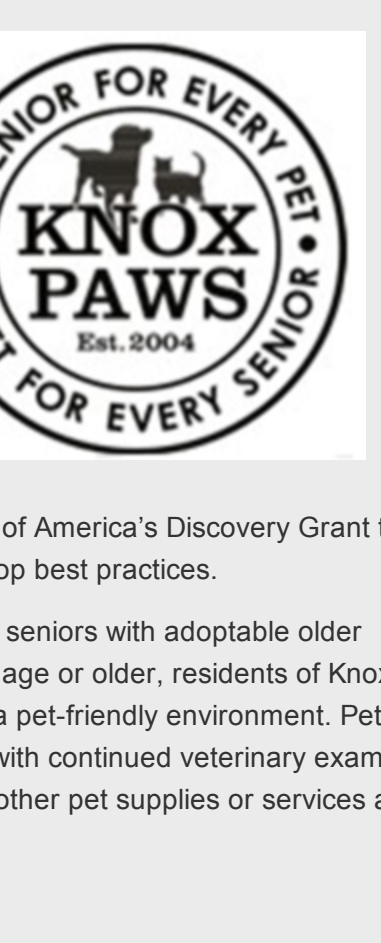 ENIOR FOR EVERY PET •
KNOX
PAWS
Est. 2004
FOR EVERY SENIOR
of America’s Discovery Grant t
op best practices.
seniors with adoptable older
age or older, residents of Knox
a pet-friendly environment. Pet
with continued veterinary exam
other pet supplies or services a